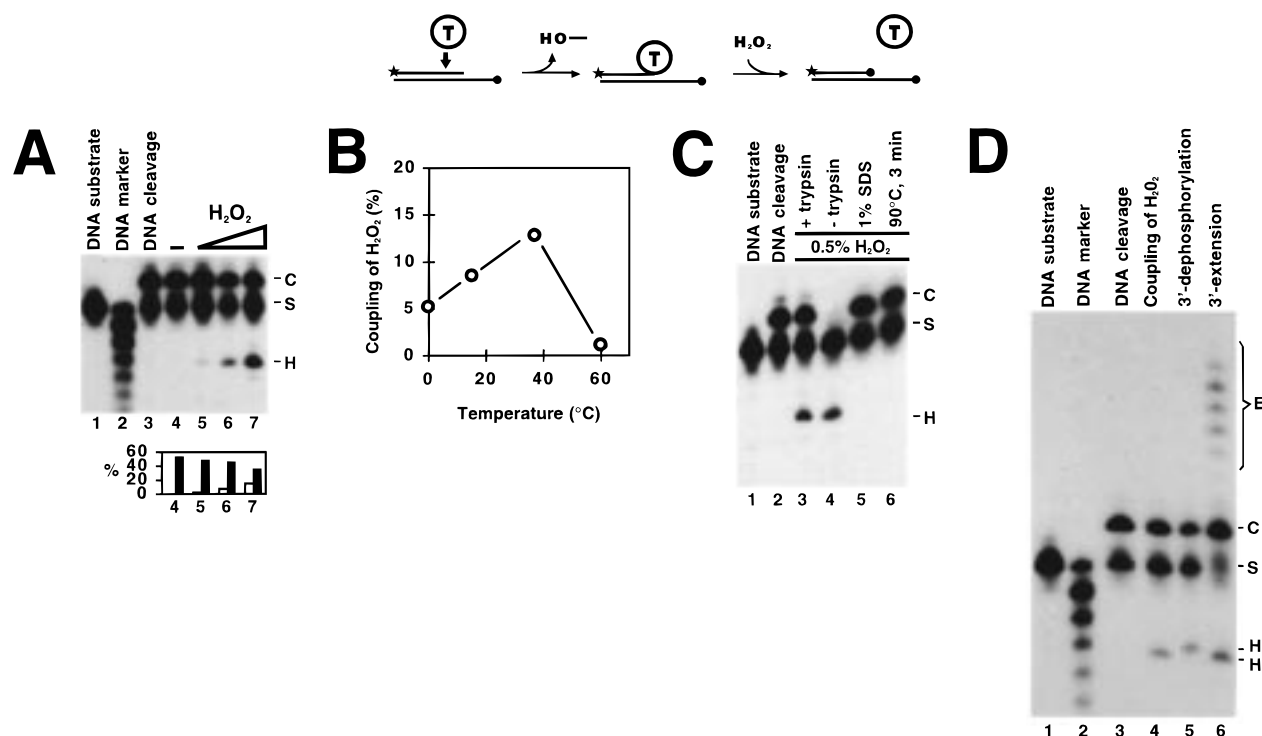 T
HO
T
H₂O₂
T
A
DNA substrate
DNA marker
DNA cleavage
–
H₂O₂
C
S
H
1 2 3 4 5 6 7
60
40
20
0
%
4 5 6 7
B
Coupling of H₂O₂ (%)
20
15
10
5
0
0 20 40 60
Temperature (°C)
C
DNA substrate
DNA cleavage
+ trypsin
- trypsin
1% SDS
90°C, 3 min
0.5% H₂O₂
C
S
H
1 2 3 4 5 6
D
DNA substrate
DNA marker
DNA cleavage
Coupling of H₂O₂
3'-dephosphorylation
3'-extension
E
C
S
H
H
1 2 3 4 5 6